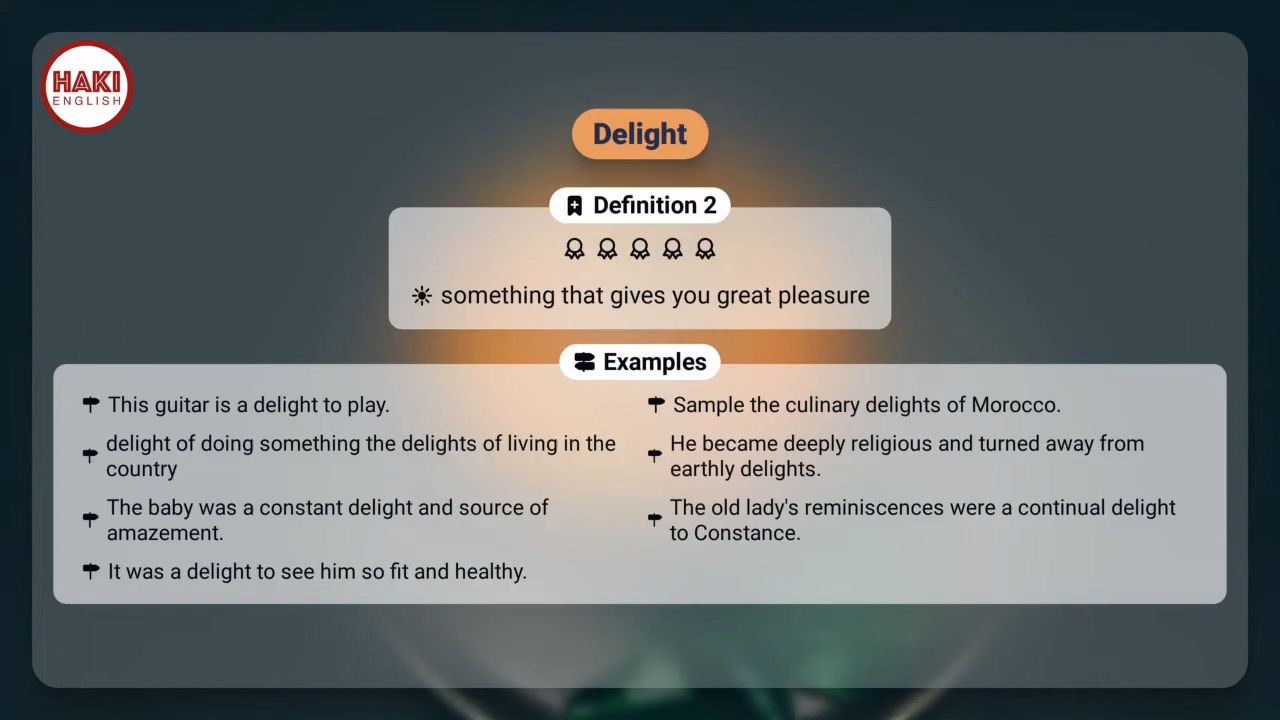 HAKI
ENGLISH
Delight
Definition 2
something that gives you great pleasure
Examples
This guitar is a delight to play.
delight of doing something the delights of living in the
country
The baby was a constant delight and source of
amazement.
It was a delight to see him so fit and healthy.
Sample the culinary delights of Morocco.
He became deeply religious and turned away from
earthly delights.
The old lady's reminiscences were a continual delight
to Constance.